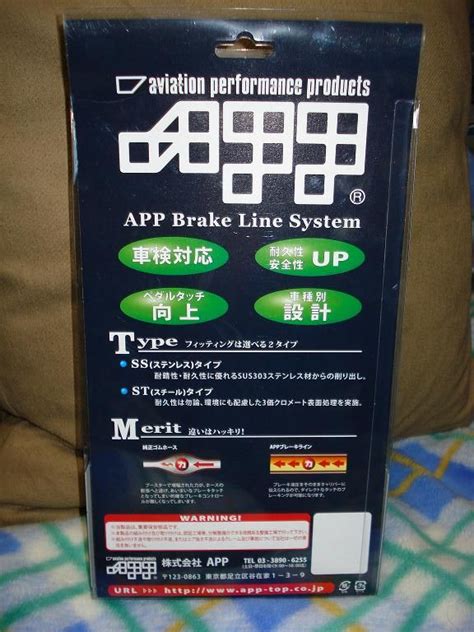 aviation performance products
APP
®
APP Brake Line System
車検対応
耐久性
安全性 UP
ペダルタッチ
向上
車種別
設計
Type フィッティングは選べる2タイプ
SS(ステンレス)タイプ
耐錆性・耐久性に優れるSUS303ステンレス材からの削り出し。
ST(スチール)タイプ
耐久性は勿論、環境にも配慮した3価クロメート表面処理を実施。
Merit 違いはハッキリ!
純正ゴムホース
APPブレーキライン
力
力
WARNING!
aviation performance products
APP
株式会社 APP
TEL 03-3890-6255
〒123-0863 東京都足立区谷在家1-3-9
URL >>> http://www.app-top.co.jp